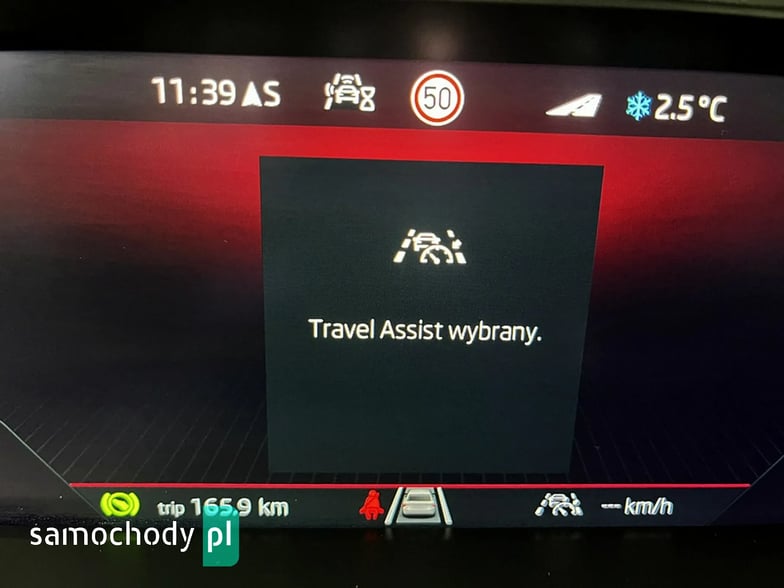 11:39 AS 50 2.5°C
Travel Assist wybrany.
trip 165.9 km --- km/h
samochody pl